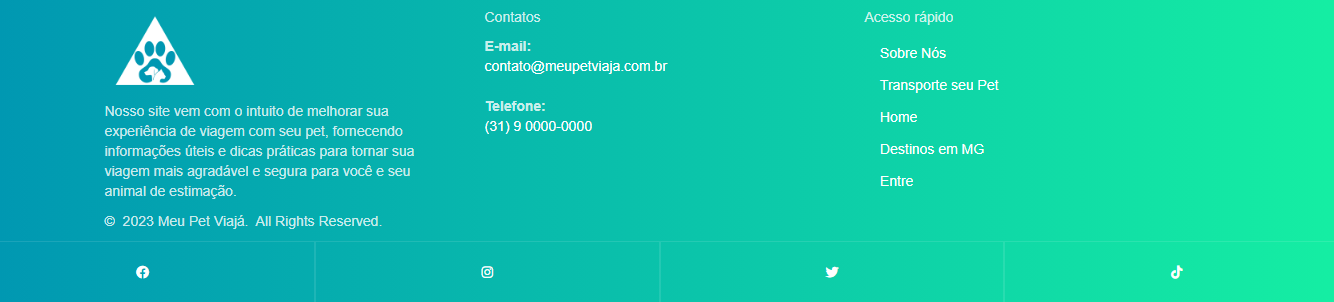 Nosso site vem com o intuito de melhorar sua
experiência de viagem com seu pet, fornecendo
informações úteis e dicas práticas para tornar sua
viagem mais agradável e segura para você e seu
animal de estimação.
© 2023 Meu Pet Viajá. All Rights Reserved.
Contatos
E-mail:
contato@meupetviaja.com.br
Telefone:
(31) 9 0000-0000
Acesso rápido
Sobre Nós
Transporte seu Pet
Home
Destinos em MG
Entre